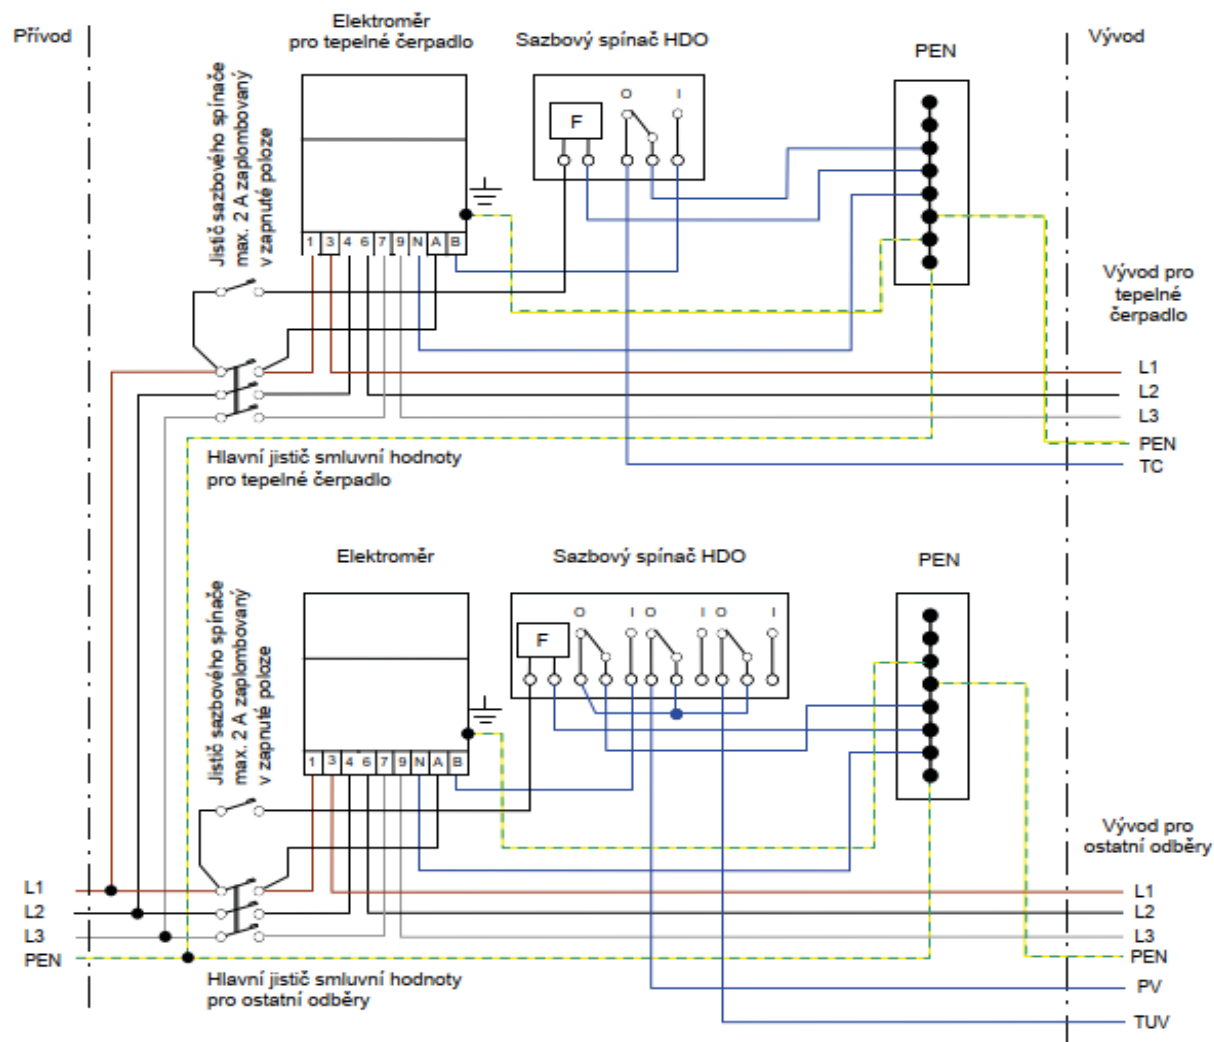 Přívod
Elektroměr
pro tepelné čerpadlo
Sazbový spínač HDO
PEN
Vývod
Jistič sazbového spínače
max. 2 A zaplombovaný
v zapnuté poloze
F
O
I
1 3 4 6 7 9 N A B
Vývod pro
tepelné
čerpadlo
L1
L2
L3
PEN
TC
Hlavní jistič smluvní hodnoty
pro tepelné čerpadlo
Elektroměr
Sazbový spínač HDO
PEN
Jistič sazbového spínače
max. 2 A zaplombovaný
v zapnuté poloze
F
O I O I O I
1 3 4 6 7 9 N A B
Vývod pro
ostatní odběry
L1
L2
L3
PEN
L1
L2
L3
PEN
PV
TUV
Hlavní jistič smluvní hodnoty
pro ostatní odběry